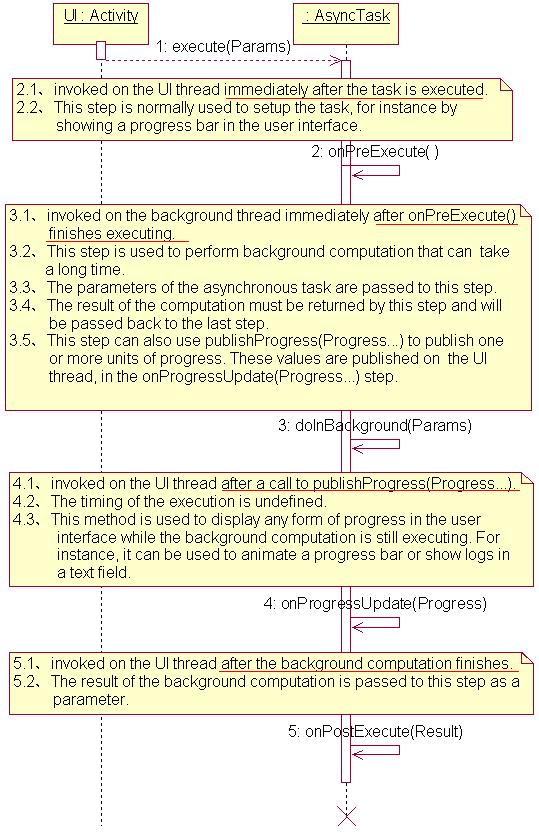 UI : Activity
: AsyncTask
1: execute(Params)
2.1、invoked on the UI thread immediately after the task is executed.
2.2、This step is normally used to setup the task, for instance by
showing a progress bar in the user interface.
2: onPreExecute( )
3.1、invoked on the background thread immediately after onPreExecute()
finishes executing.
3.2、This step is used to perform background computation that can take
a long time.
3.3、The parameters of the asynchronous task are passed to this step.
3.4、The result of the computation must be returned by this step and will
be passed back to the last step.
3.5、This step can also use publishProgress(Progress...) to publish one
or more units of progress. These values are published on the UI
thread, in the onProgressUpdate(Progress...) step.
3: doInBackground(Params)
4.1、invoked on the UI thread after a call to publishProgress(Progress...).
4.2、The timing of the execution is undefined.
4.3、This method is used to display any form of progress in the user
interface while the background computation is still executing. For
instance, it can be used to animate a progress bar or show logs in
a text field.
4: onProgressUpdate(Progress)
5.1、invoked on the UI thread after the background computation finishes.
5.2、The result of the background computation is passed to this step as a
parameter.
5: onPostExecute(Result)